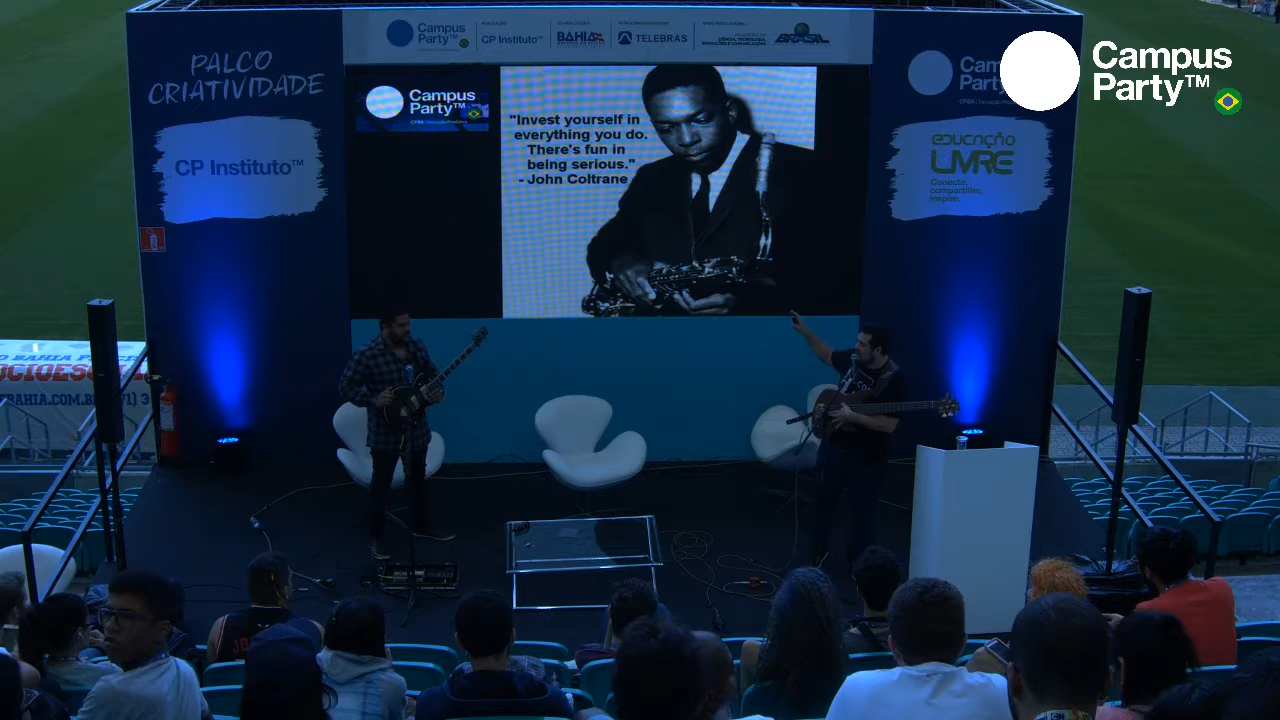 PALCO
CRIATIVIDADE
CP Instituto™
Campus
Party™
CP Instituto™
BAHIA
TELEBRAS
BRASIL
Campus
Party™
"Invest yourself in
everything you do.
There's fun in
being serious."
- John Coltrane
Campus
Party™
EDUCAÇÃO
LIVRE
Conecte,
compartilhe,
inspire.
Campus
Party™